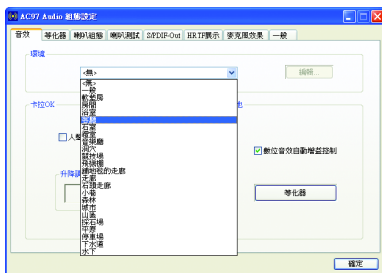 AC97 Audio 組態設定
音效 等化器 喇叭組態 喇叭測試 S/PDIF-Out HRTF展示 麥克風效果 一般
環境
<無>
編輯...
<無>
一般
軟墊房
房間
浴室
客廳
石室
禮堂
音樂廳
洞穴
競技場
飛機棚
鋪地毯的走廊
走廊
石頭走廊
小巷
森林
城市
山區
採石場
平原
停車場
下水道
水下
卡拉OK
也
人聲
數位音效自動增益控制
升降調
等化器
確定